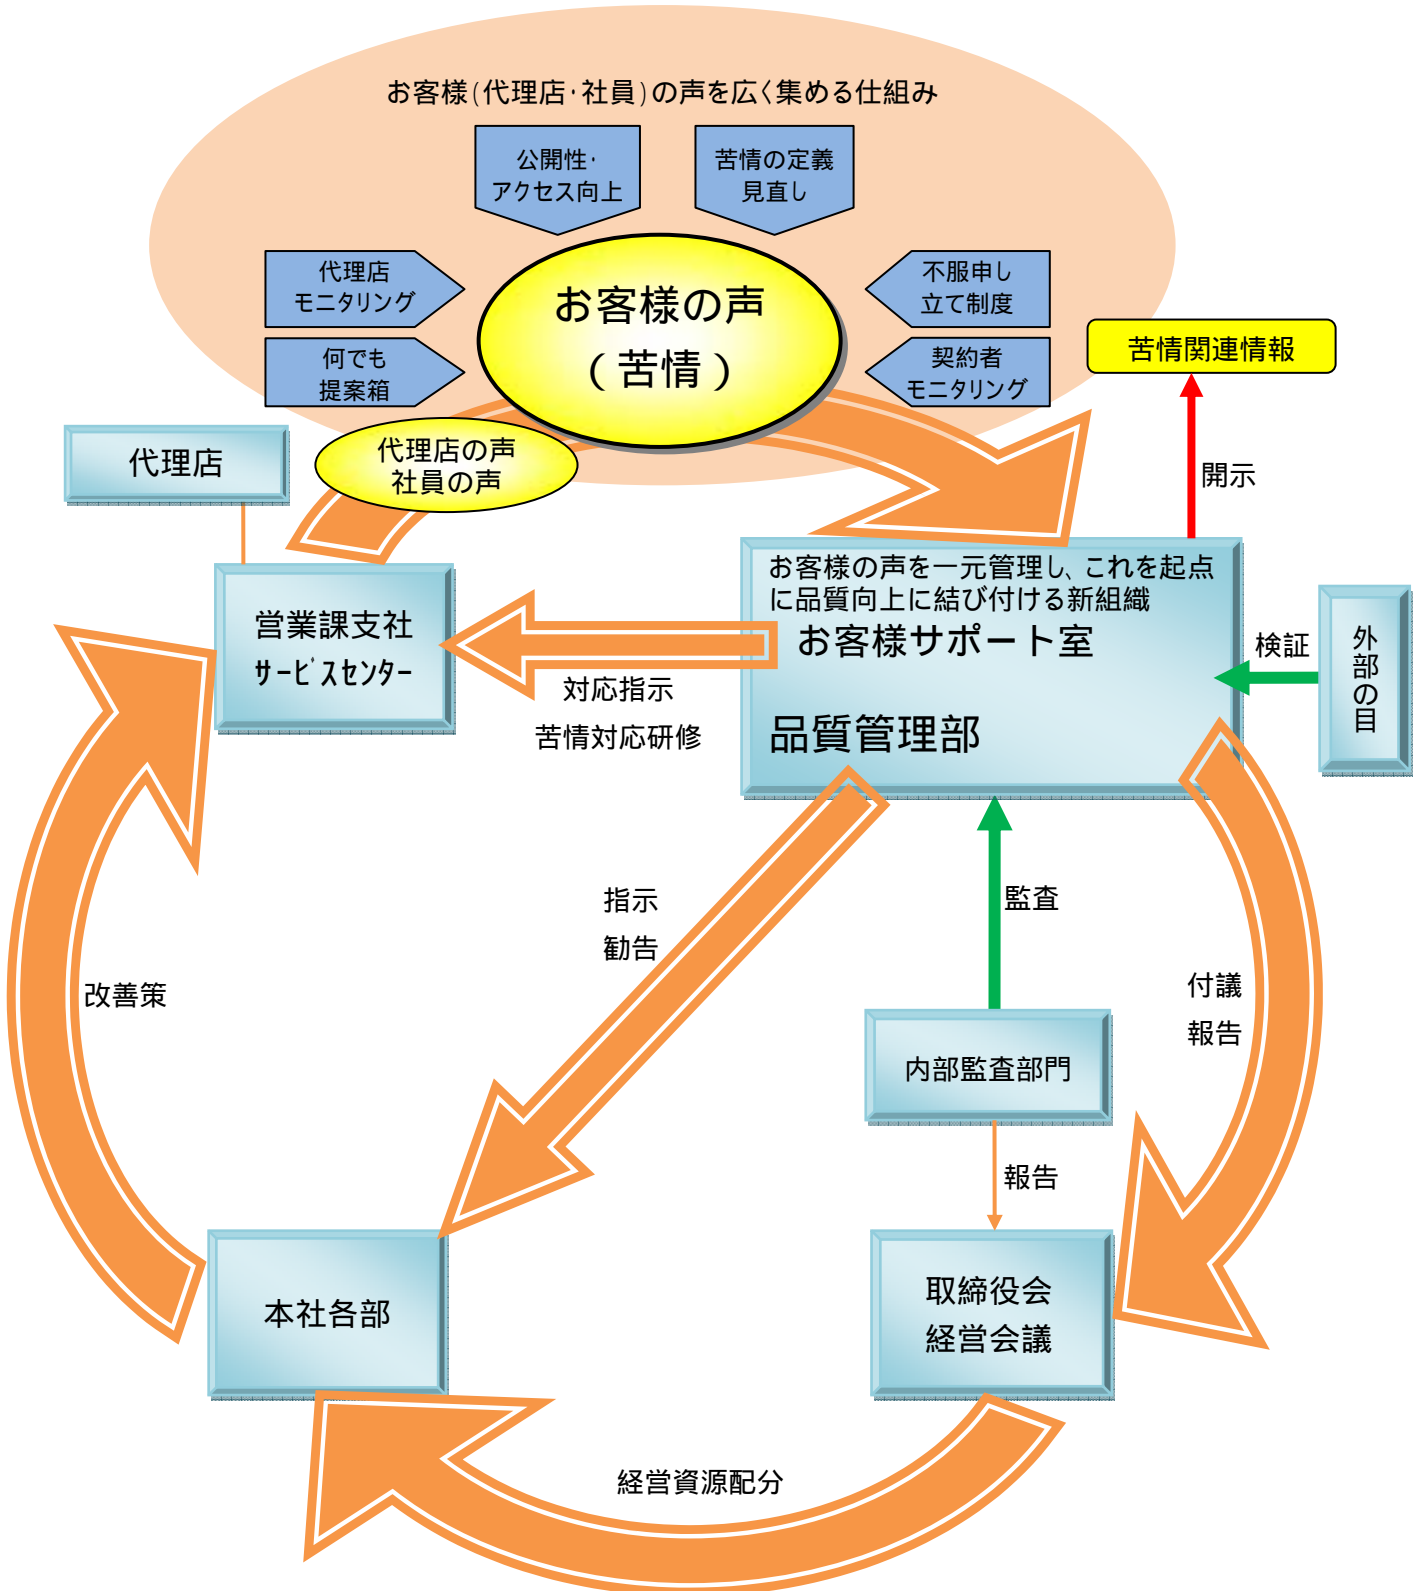 お客様(代理店・社員)の声を広く集める仕組み
公開性・
アクセス向上
苦情の定義
見直し
代理店
モニタリング
不服申し
立て制度
お客様の声
(苦情)
何でも
提案箱
契約者
モニタリング
苦情関連情報
代理店の声
社員の声
代理店
開示
お客様の声を一元管理し、これを起点
に品質向上に結び付ける新組織
お客様サポート室
品質管理部
営業課支社
サービスセンター
対応指示
苦情対応研修
検証
外部の目
指示
勧告
監査
改善策
付議
報告
内部監査部門
報告
本社各部
取締役会
経営会議
経営資源配分